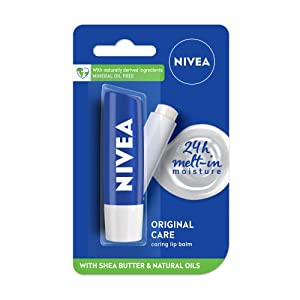 With naturally derived ingredients
MINERAL OIL FREE
NIVEA
NIVEA
24h
melt-in
moisture
ORIGINAL
CARE
caring lip balm
WITH SHEA BUTTER & NATURAL OILS